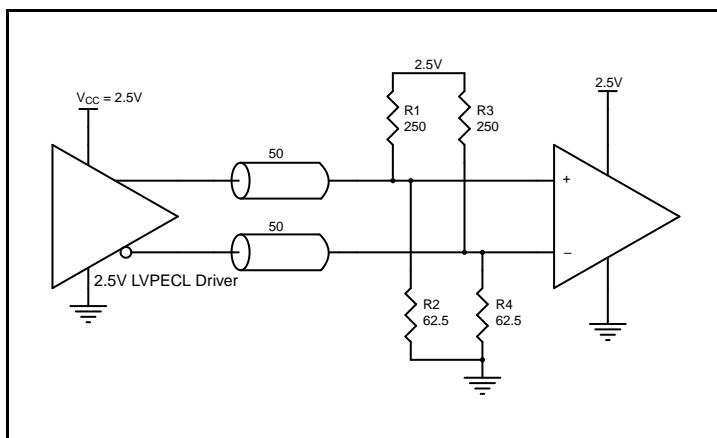 2.5V
2.5V
VCC = 2.5V
R1
250
R3
250
50
+
50
–
2.5V LVPECL Driver
R2
62.5
R4
62.5